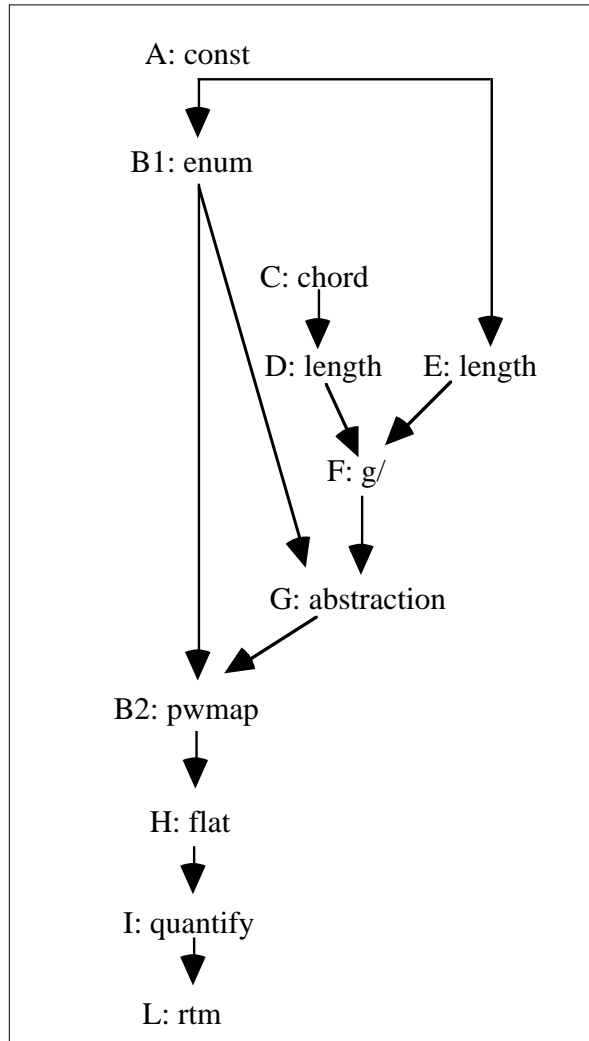 A: const
B1: enum
C: chord
D: length E: length
F: g/
G: abstraction
B2: pwmap
H: flat
I: quantify
L: rtm